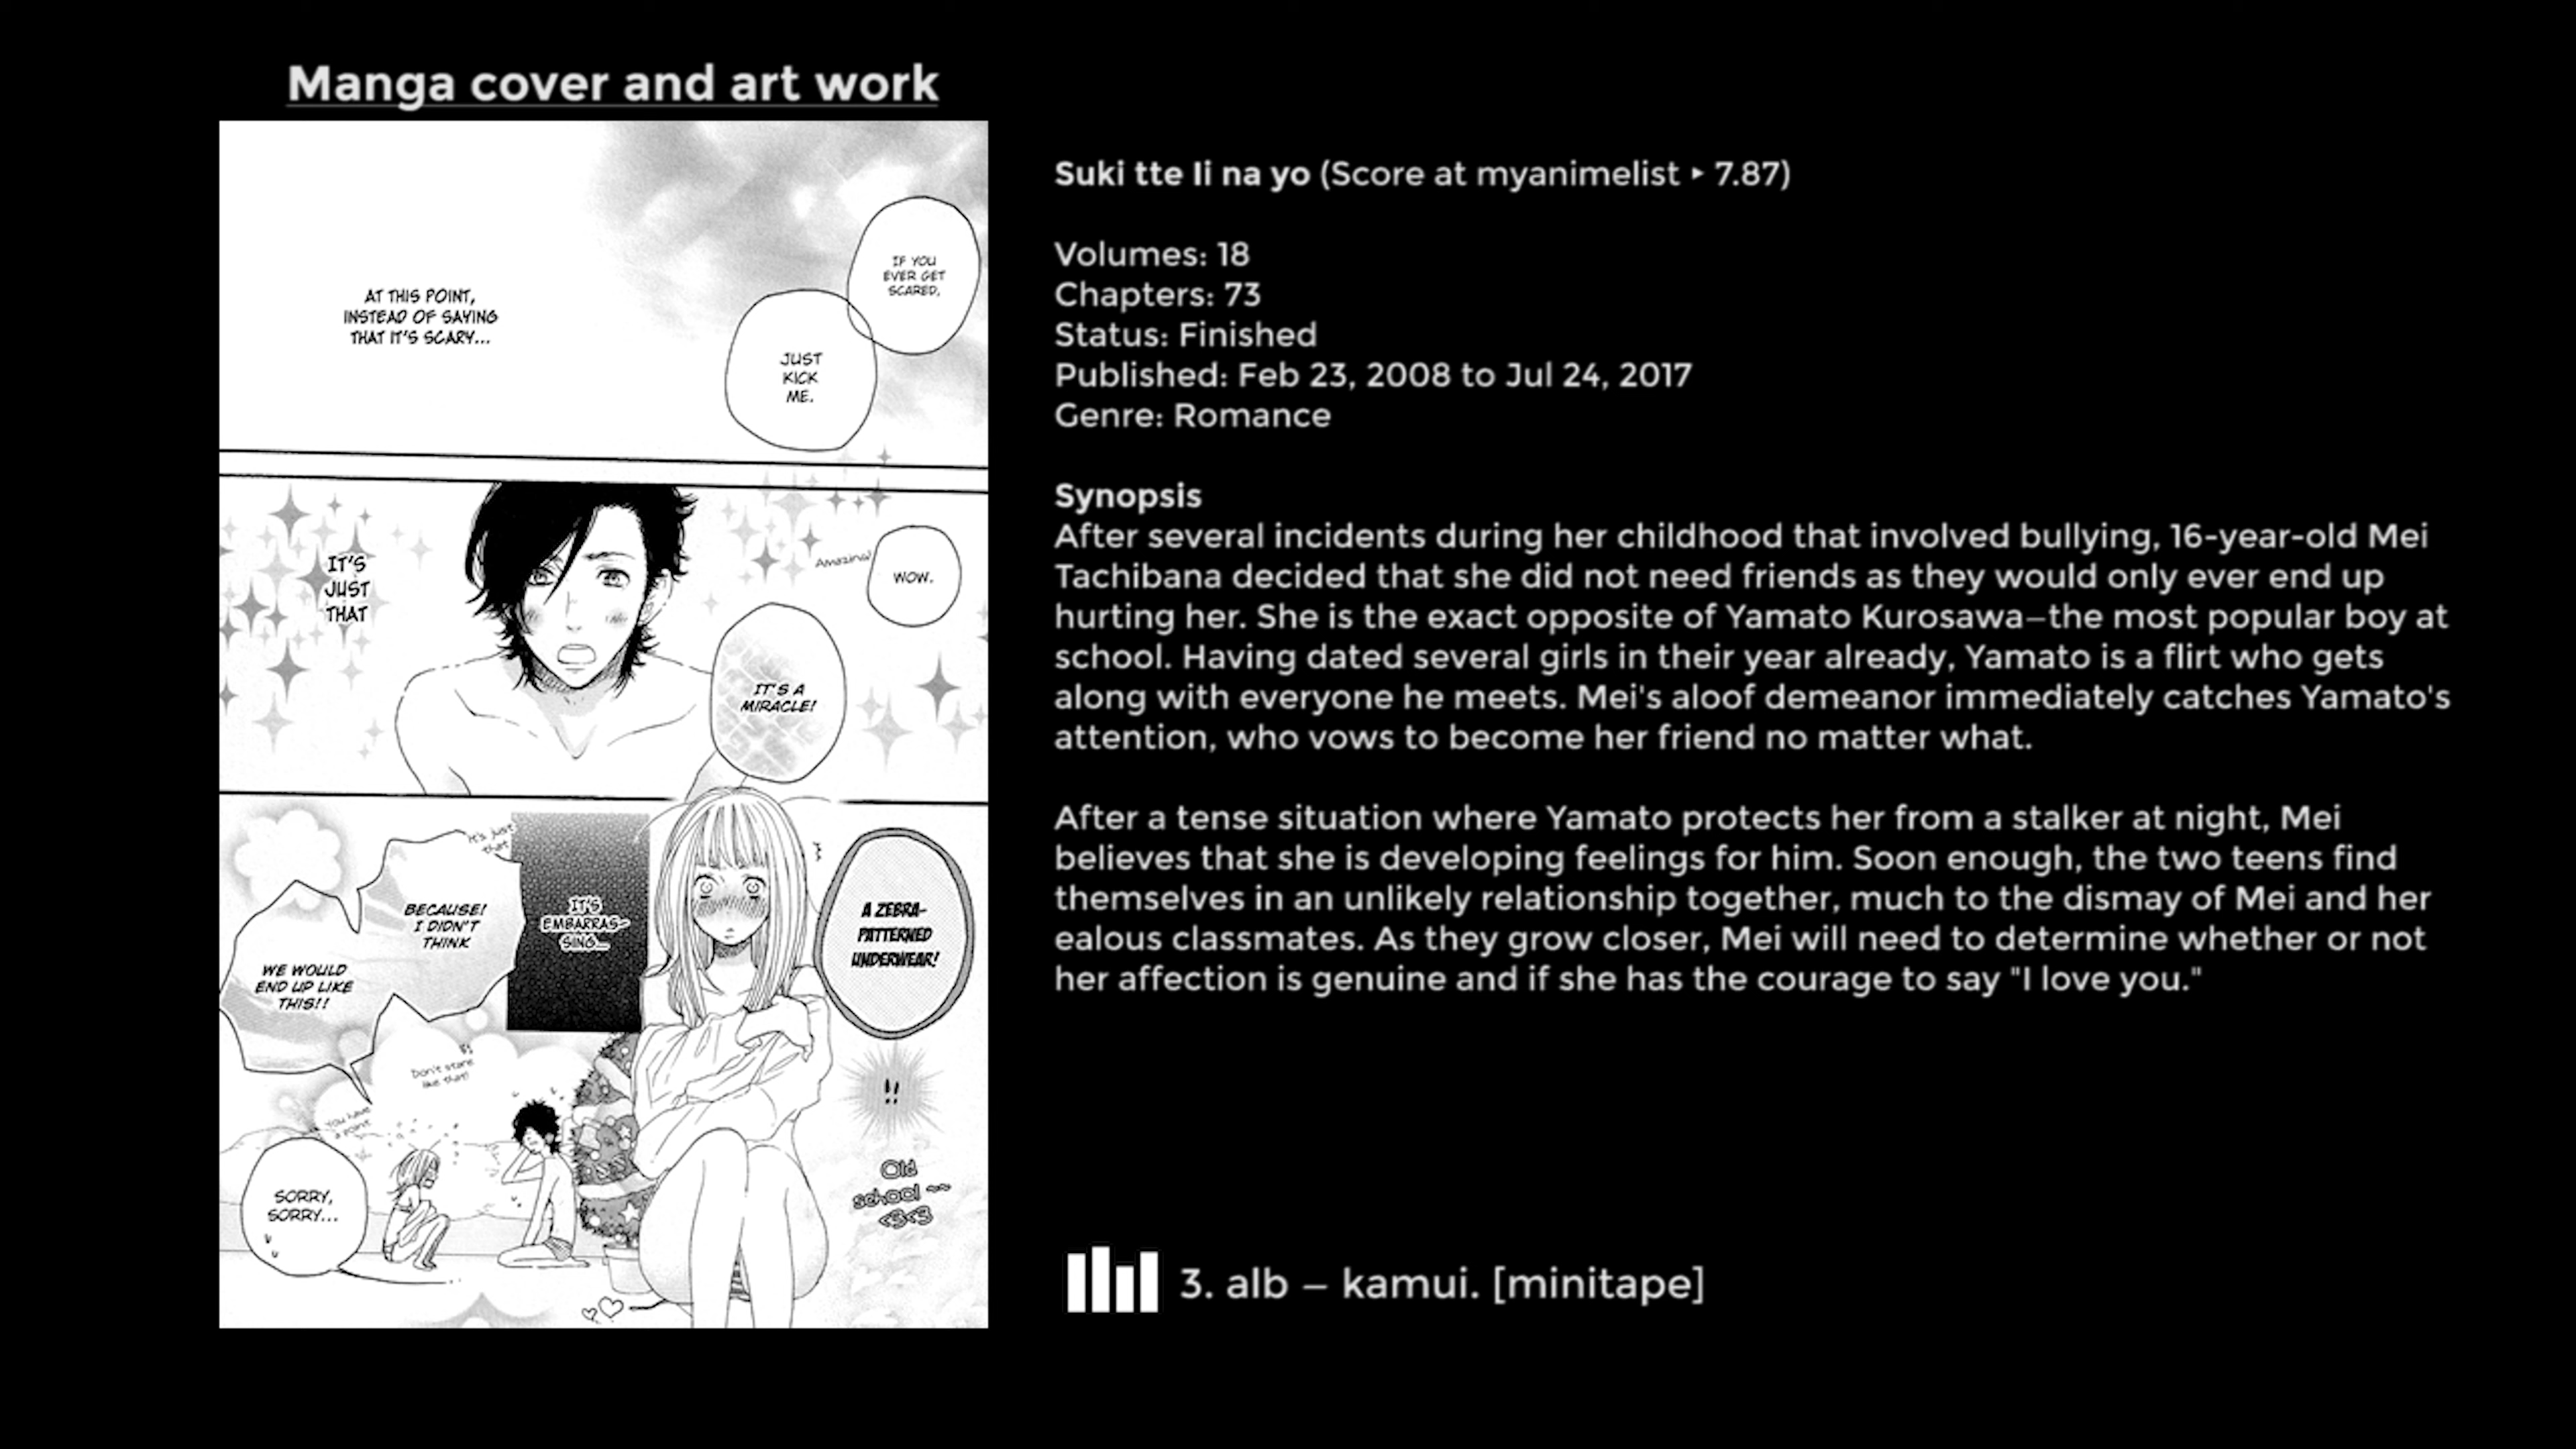 Manga cover and art work
IF YOU
EVER GET
SCARED,
JUST
KICK
ME.
AT THIS POINT,
INSTEAD OF SAYING
THAT IT'S SCARY...
WOW.
Amazing!
IT'S A
MIRACLE!
IT'S
JUST
THAT
A ZEBRA-
PATTERNED
UNDERWEAR!
IT'S
EMBARRAS-
SING...
It's just
that
BECAUSE!
I DIDN'T
THINK
WE WOULD
END UP LIKE
THIS!!
!!
Don't stare
like that!
You have
a point
Old
school ~~
<3<3
SORRY,
SORRY...
Suki tte Ii na yo (Score at myanimelist ‣ 7.87)
Volumes: 18
Chapters: 73
Status: Finished
Published: Feb 23, 2008 to Jul 24, 2017
Genre: Romance
Synopsis
After several incidents during her childhood that involved bullying, 16-year-old Mei
Tachibana decided that she did not need friends as they would only ever end up
hurting her. She is the exact opposite of Yamato Kurosawa—the most popular boy at
school. Having dated several girls in their year already, Yamato is a flirt who gets
along with everyone he meets. Mei's aloof demeanor immediately catches Yamato's
attention, who vows to become her friend no matter what.
After a tense situation where Yamato protects her from a stalker at night, Mei
believes that she is developing feelings for him. Soon enough, the two teens find
themselves in an unlikely relationship together, much to the dismay of Mei and her
ealous classmates. As they grow closer, Mei will need to determine whether or not
her affection is genuine and if she has the courage to say "I love you."
3. alb – kamui. [minitape]